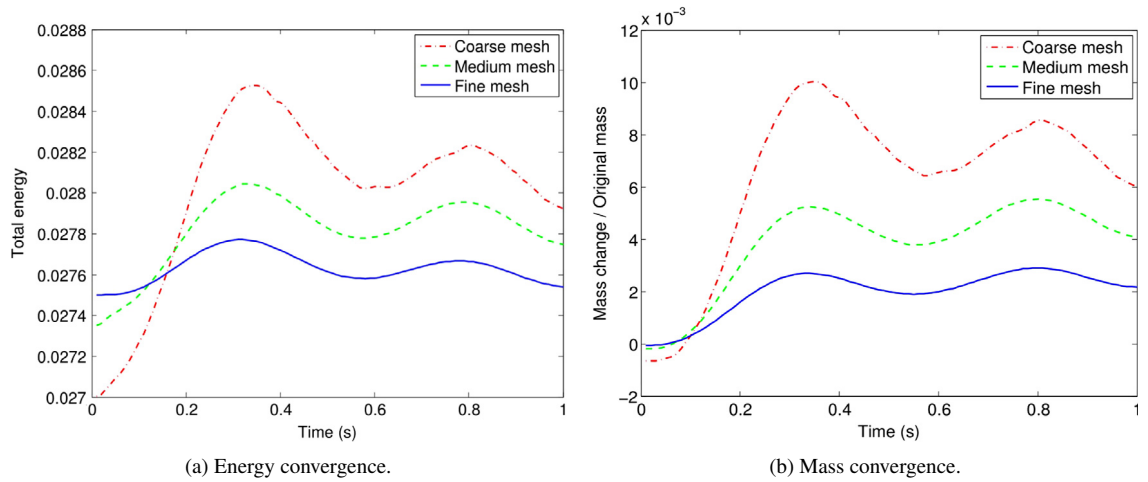 0.0288
0.0286
0.0284
0.0282
0.028
0.0278
0.0276
0.0274
0.0272
0.027
Total energy
0 0.2 0.4 0.6 0.8 1
Time (s)
Coarse mesh
Medium mesh
Fine mesh
(a) Energy convergence.
x 10⁻³
12
10
8
6
4
2
0
−2
Mass change / Original mass
0 0.2 0.4 0.6 0.8 1
Time (s)
Coarse mesh
Medium mesh
Fine mesh
(b) Mass convergence.